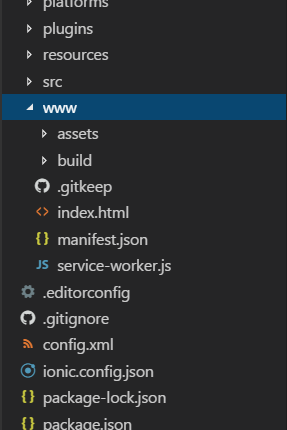 platforms
plugins
resources
src
www
assets
build
.gitkeep
<> index.html
{ } manifest.json
JS service-worker.js
.editorconfig
.gitignore
config.xml
ionic.config.json
{ } package-lock.json
{ } package.json